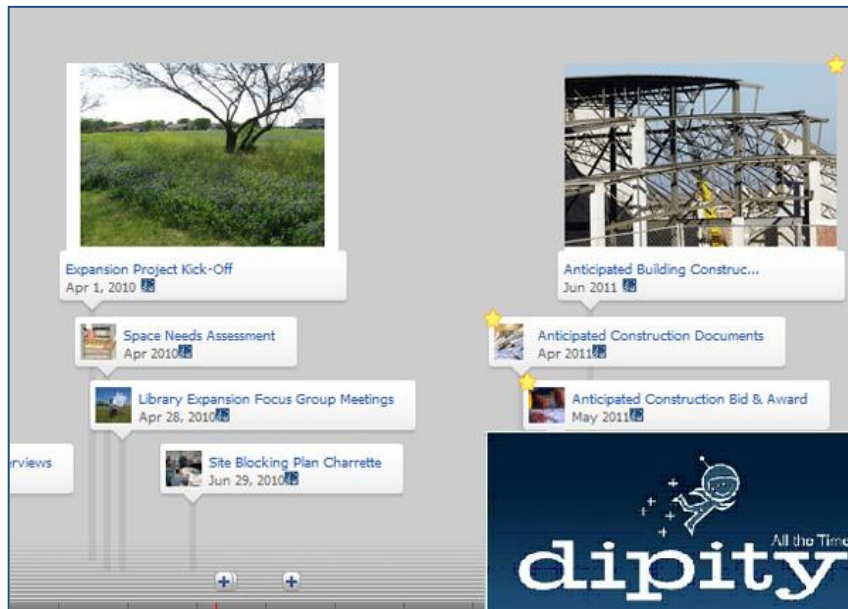 Expansion Project Kick-Off
Apr 1, 2010
Space Needs Assessment
Apr 2010
Library Expansion Focus Group Meetings
Apr 28, 2010
erviews
Site Blocking Plan Charrette
Jun 29, 2010
Anticipated Building Construc...
Jun 2011
Anticipated Construction Documents
Apr 2011
Anticipated Construction Bid & Award
May 2011
All the Time
dipity